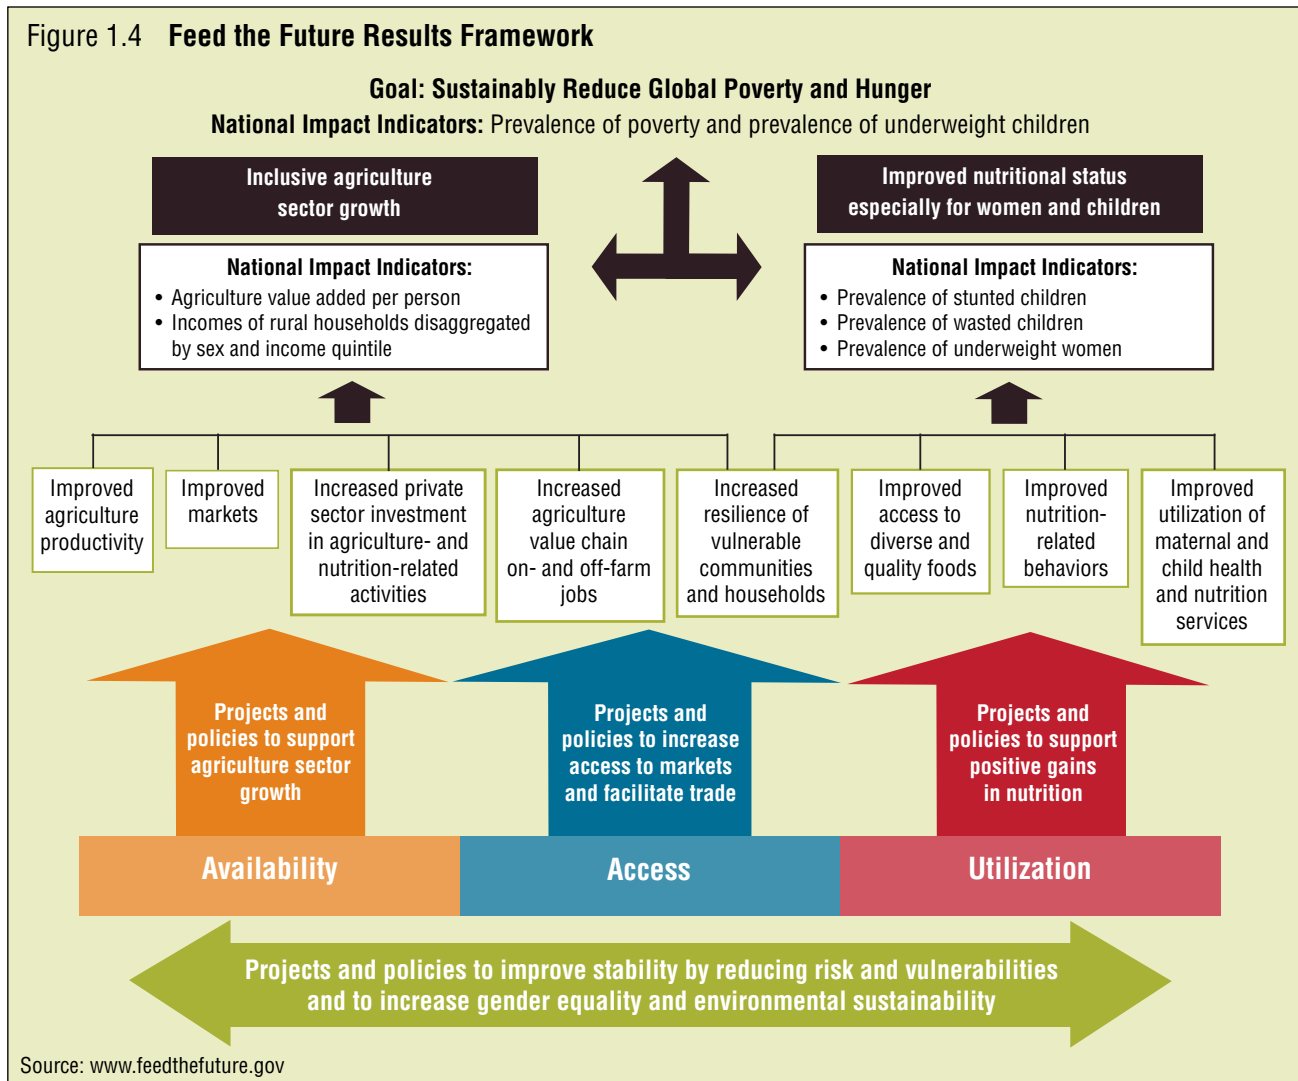 Figure 1.4 Feed the Future Results Framework
Goal: Sustainably Reduce Global Poverty and Hunger
National Impact Indicators: Prevalence of poverty and prevalence of underweight children
Inclusive agriculture
sector growth
National Impact Indicators:
• Agriculture value added per person
• Incomes of rural households disaggregated
by sex and income quintile
Improved nutritional status
especially for women and children
National Impact Indicators:
• Prevalence of stunted children
• Prevalence of wasted children
• Prevalence of underweight women
Improved
agriculture
productivity
Improved
markets
Increased private
sector investment
in agriculture- and
nutrition-related
activities
Increased
agriculture
value chain
on- and off-farm
jobs
Increased
resilience of
vulnerable
communities
and households
Improved
access to
diverse and
quality foods
Improved
nutrition-
related
behaviors
Improved
utilization of
maternal and
child health
and nutrition
services
Projects and
policies to support
agriculture sector
growth
Projects and
policies to increase
access to markets
and facilitate trade
Projects and
policies to support
positive gains
in nutrition
Availability
Access
Utilization
Projects and policies to improve stability by reducing risk and vulnerabilities
and to increase gender equality and environmental sustainability
Source: www.feedthefuture.gov